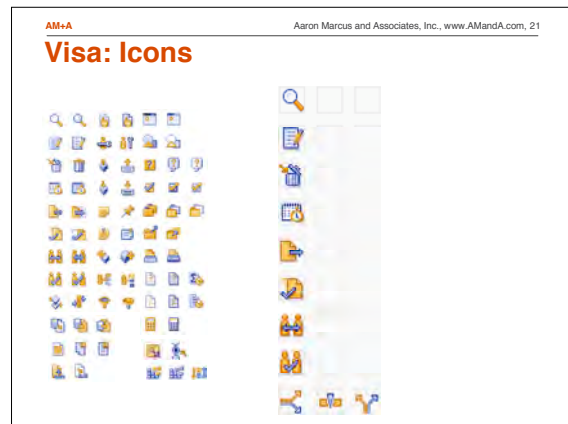 AM+A
Aaron Marcus and Associates, Inc., www.AMandA.com, 21
Visa: Icons